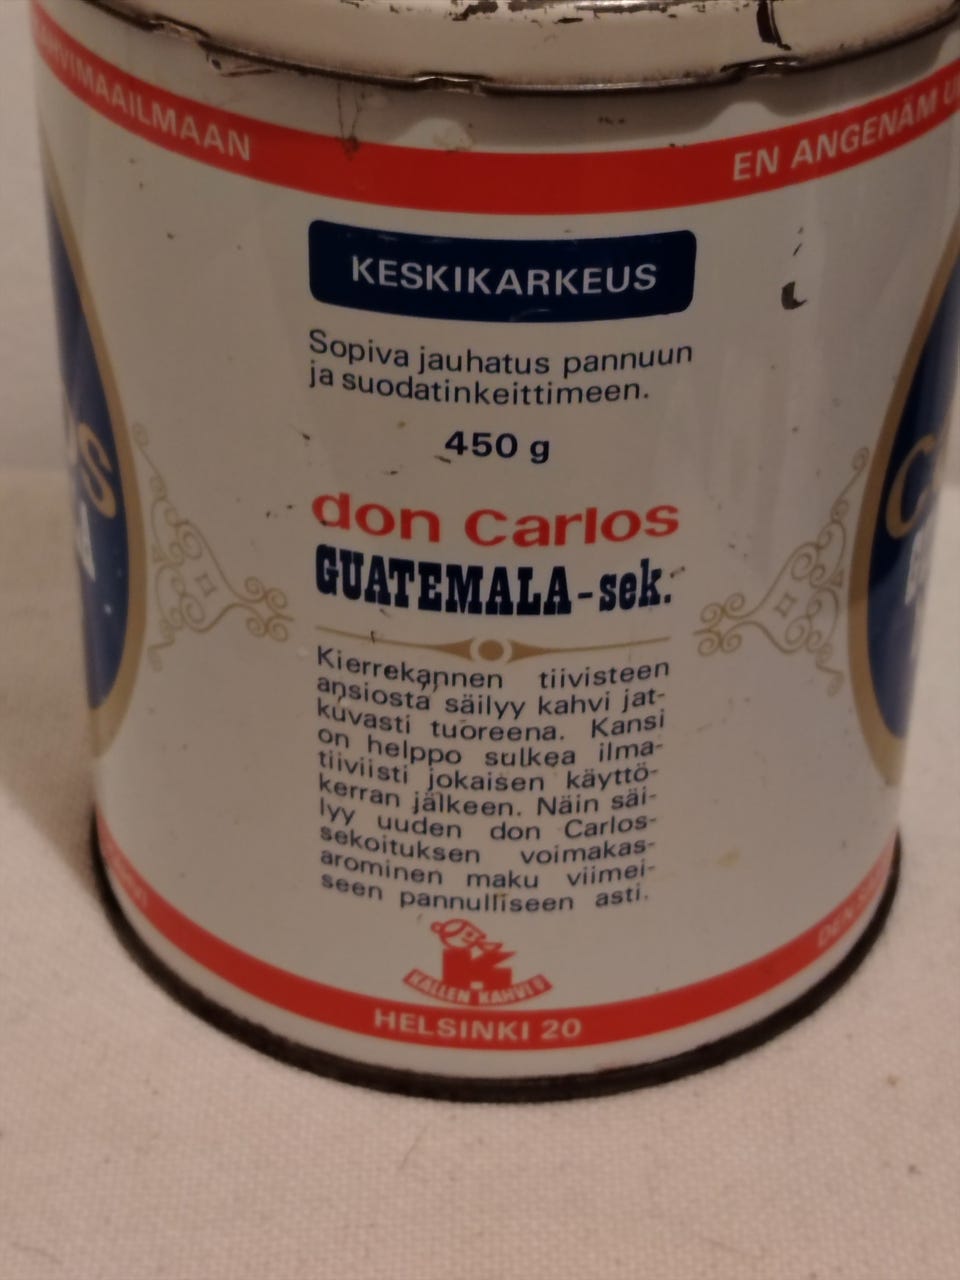 MAAILMAAN
EN ANGENÄM
KESKIKARKEUS
Sopiva jauhatus pannuun
ja suodatinkeittimeen.
450 g
don Carlos
GUATEMALA-sek.
Kierrekannen tiivisteen
ansiosta säilyy kahvi jat-
kuvasti tuoreena. Kansi
on helppo sulkea ilma-
tiiviisti jokaisen käyttö-
kerran jälkeen. Näin säi-
lyy uuden don Carlos-
sekoituksen voimakas-
arominen maku viimei-
seen pannulliseen asti.
KALLEN KAHVI
HELSINKI 20